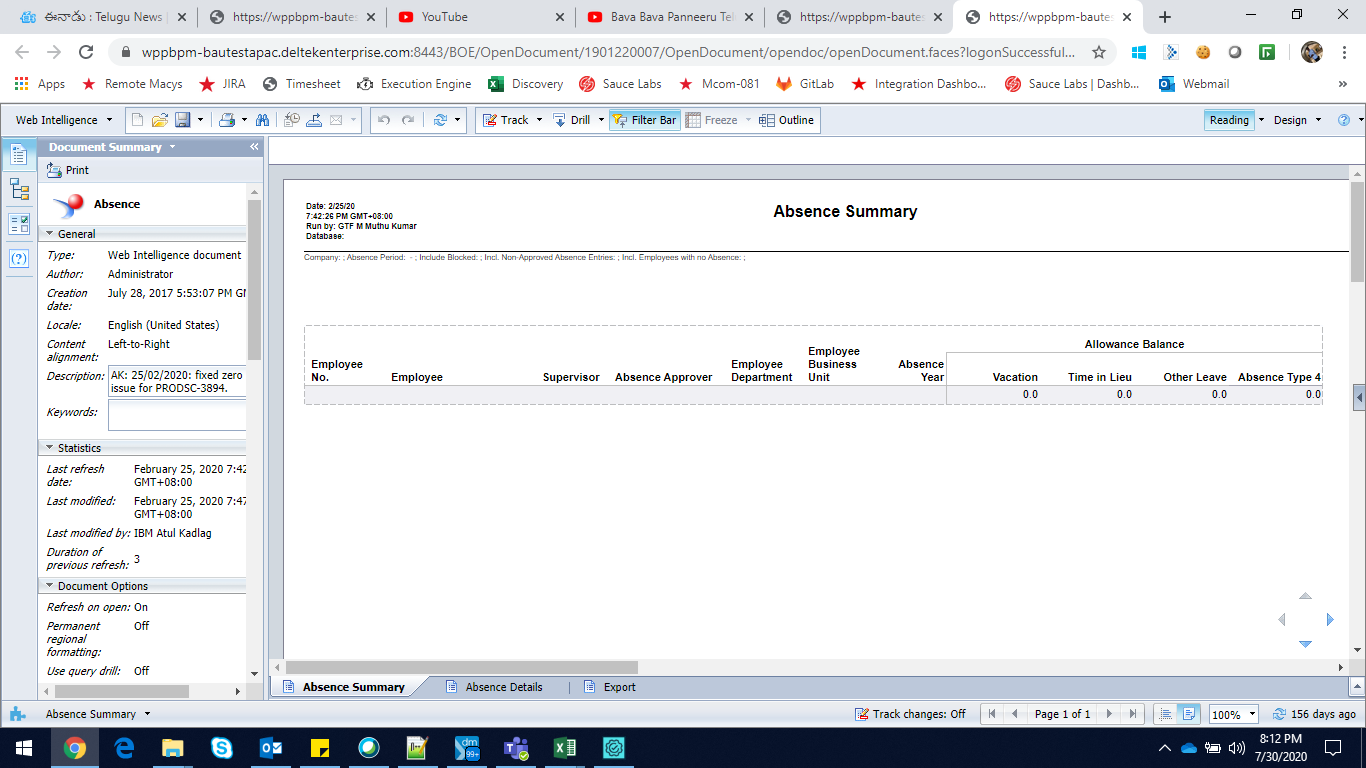 ఈనాడు : Telugu News |
https://wppbpm-bautes
YouTube
Bava Bava Panneeru Tel
https://wppbpm-bautes
https://wppbpm-bautes
wppbpm-bautestapac.deltekenterprise.com:8443/BOE/OpenDocument/1901220007/OpenDocument/opendoc/openDocument.faces?logonSuccessful...
Apps
Remote Macys
JIRA
Timesheet
Execution Engine
Discovery
Sauce Labs
Mcom-081
GitLab
Integration Dashbo...
Sauce Labs | Dashb...
Webmail
»
Web Intelligence
Track
Drill
Filter Bar
Freeze
Outline
Reading
Design
Document Summary
«
Print
Absence
General
Type: Web Intelligence document
Author: Administrator
Creation date: July 28, 2017 5:53:07 PM
Locale: English (United States)
Content alignment: Left-to-Right
Description: AK: 25/02/2020: fixed zero
issue for PRODSC-3894.
Keywords:
Statistics
Last refresh date: February 25, 2020 7:42
GMT+08:00
Last modified: February 25, 2020 7:47
GMT+08:00
Last modified by: IBM Atul Kadlag
Duration of previous refresh: 3
Document Options
Refresh on open: On
Permanent regional formatting: Off
Use query drill: Off
Date: 2/25/20
7:42:26 PM GMT+08:00
Run by: GTF M Muthu Kumar
Database:
Absence Summary
Company: ; Absence Period: - ; Include Blocked: ; Incl. Non-Approved Absence Entries: ; Incl. Employees with no Absence: ;
Allowance Balance
Employee No.
Employee
Supervisor
Absence Approver
Employee Department
Employee Business Unit
Absence Year
Vacation
Time in Lieu
Other Leave
Absence Type 4
0.0 0.0 0.0 0.0
Absence Summary
Absence Details
Export
Absence Summary
Track changes: Off
Page 1 of 1
100%
156 days ago
dm
99+
8:12 PM
7/30/2020